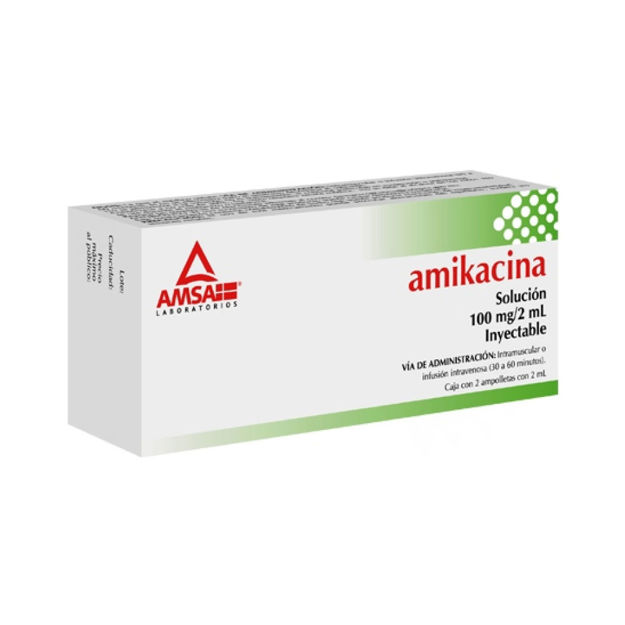 AMSA
LABORATORIOS
amikacina
Solución
100 mg/2 mL
Inyectable
VÍA DE ADMINISTRACIÓN: Intramuscular o
infusión intravenosa (30 a 60 minutos).
Caja con 2 ampolletas con 2 mL
Lote:
Caducidad:
Precio
máximo
al público: